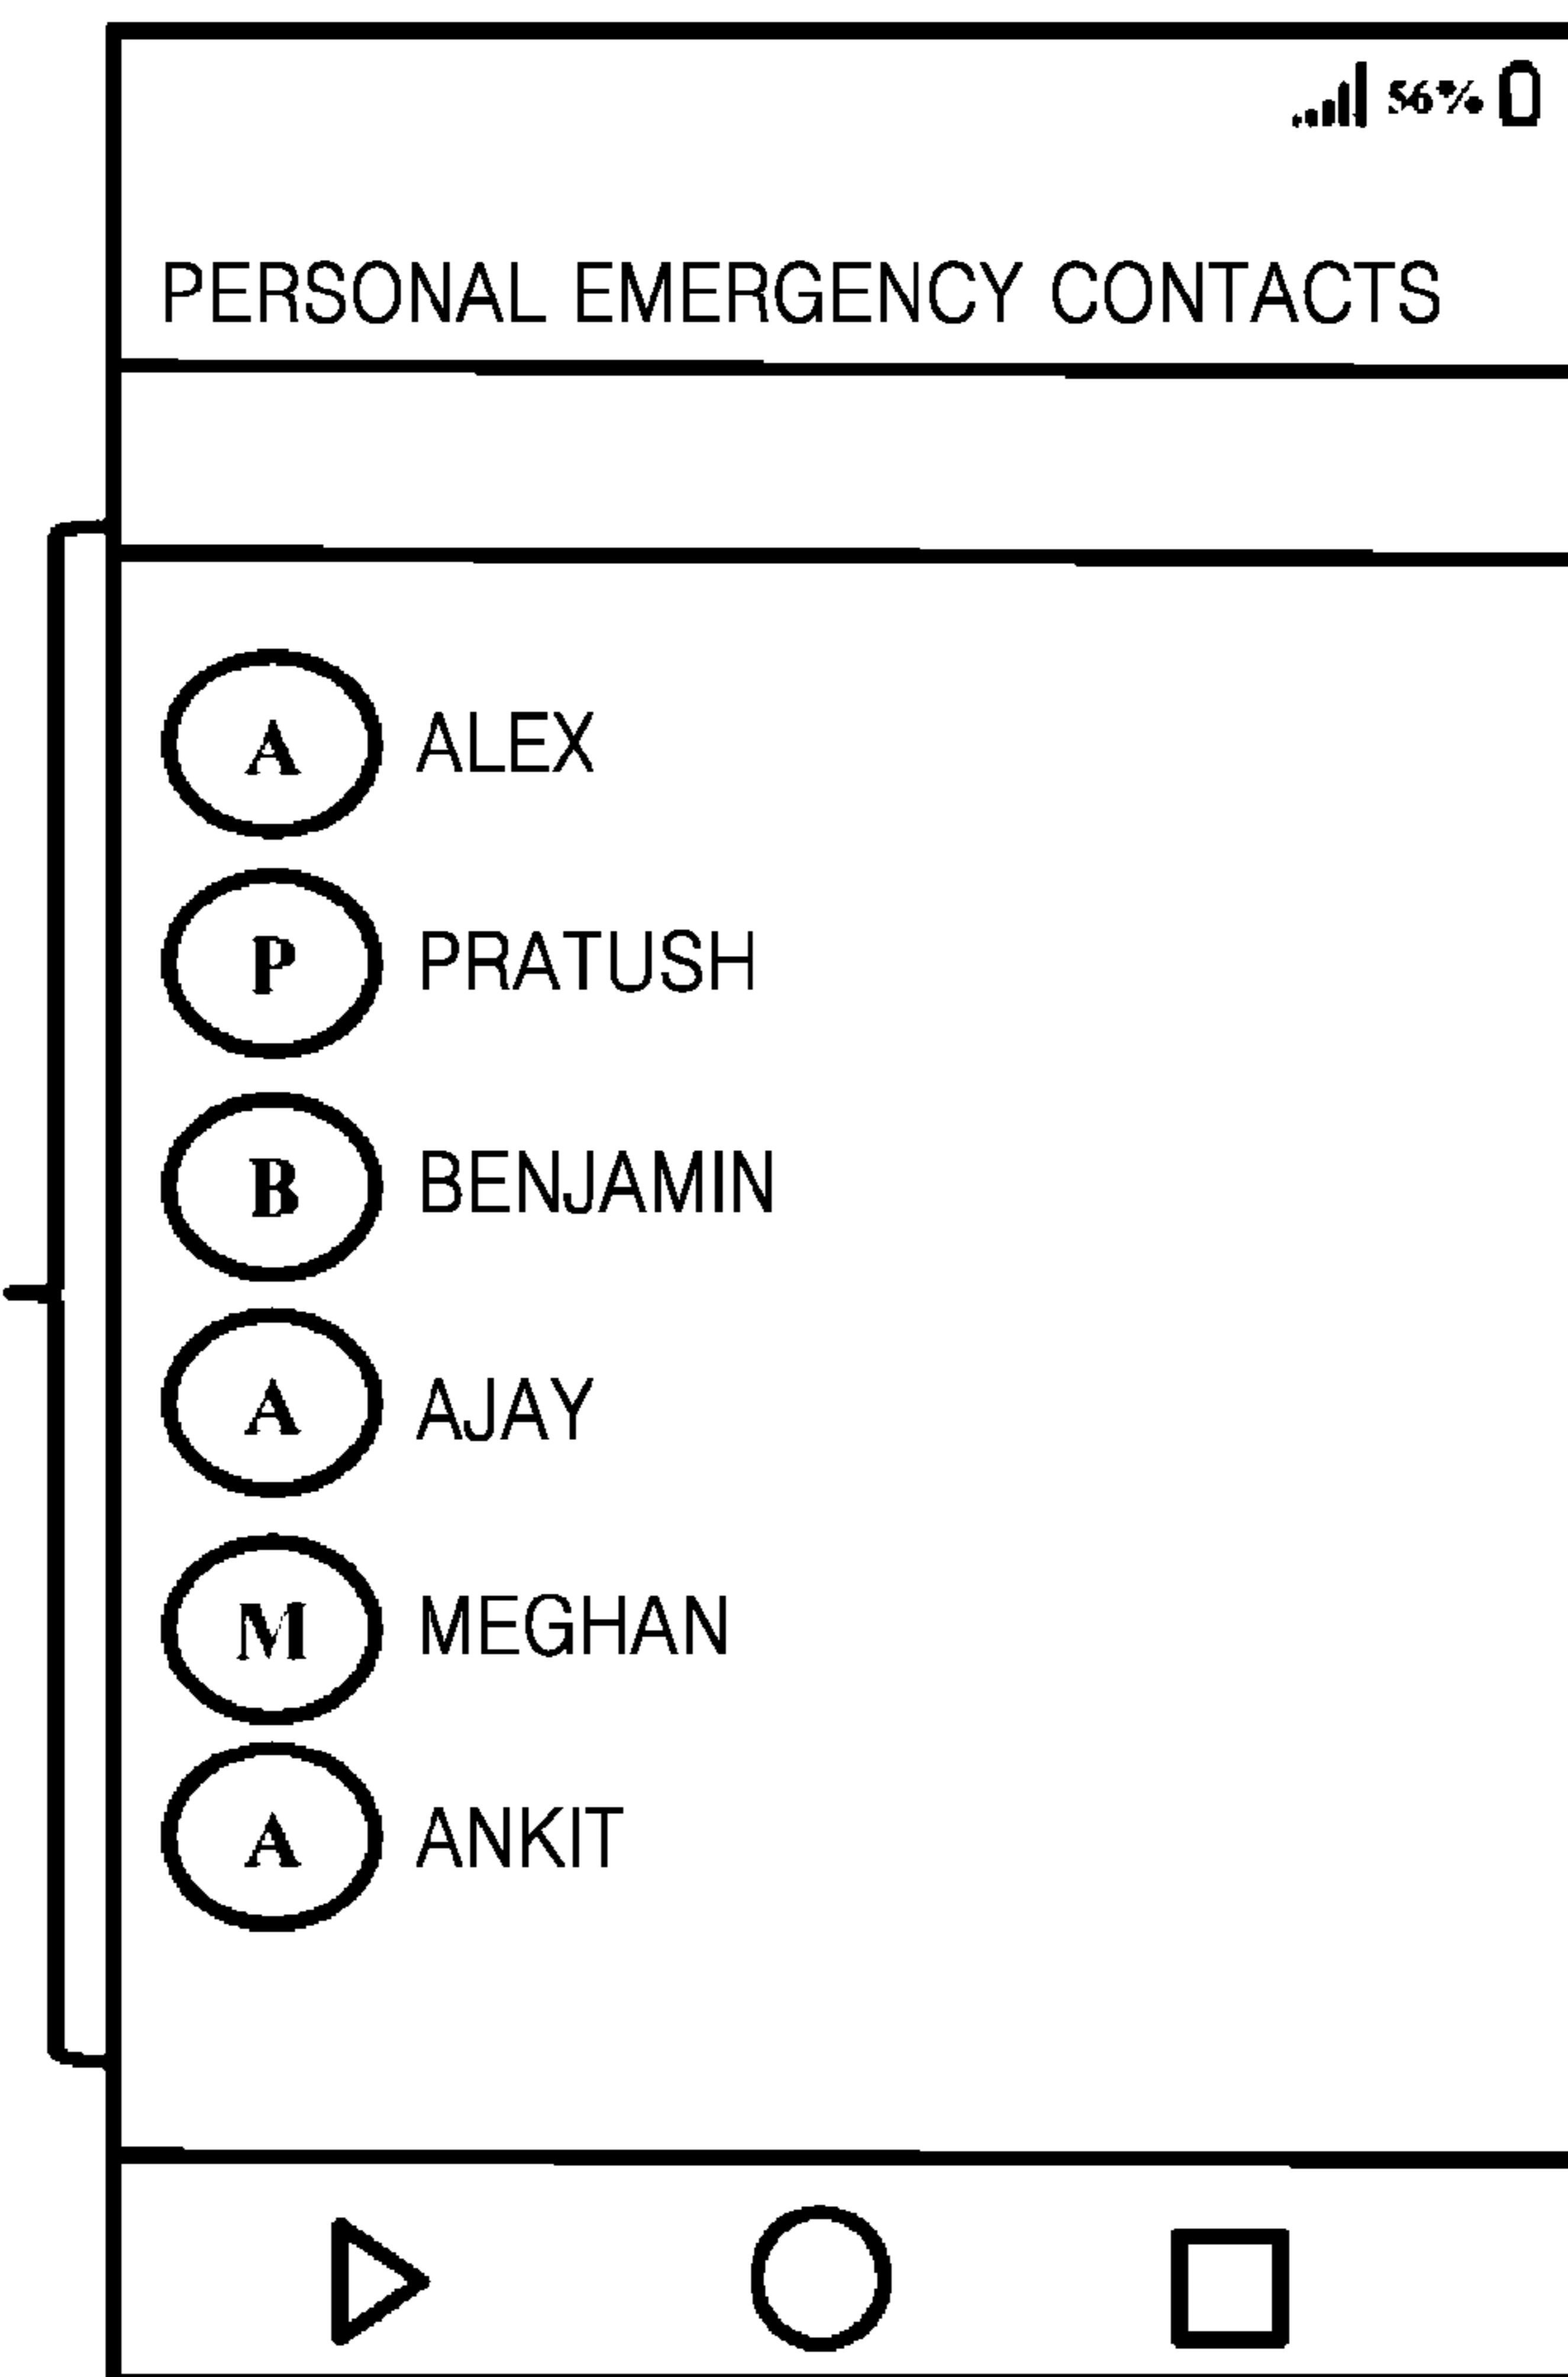 56%
PERSONAL EMERGENCY CONTACTS
A ALEX
P PRATUSH
B BENJAMIN
A AJAY
M MEGHAN
A ANKIT